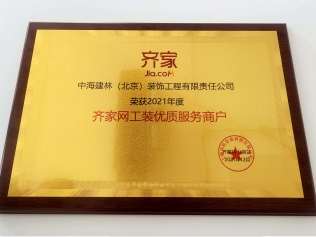 齐家
Jia.com
中海建林（北京）装饰工程有限责任公司
荣获2021年度
齐家网工装优质服务商户